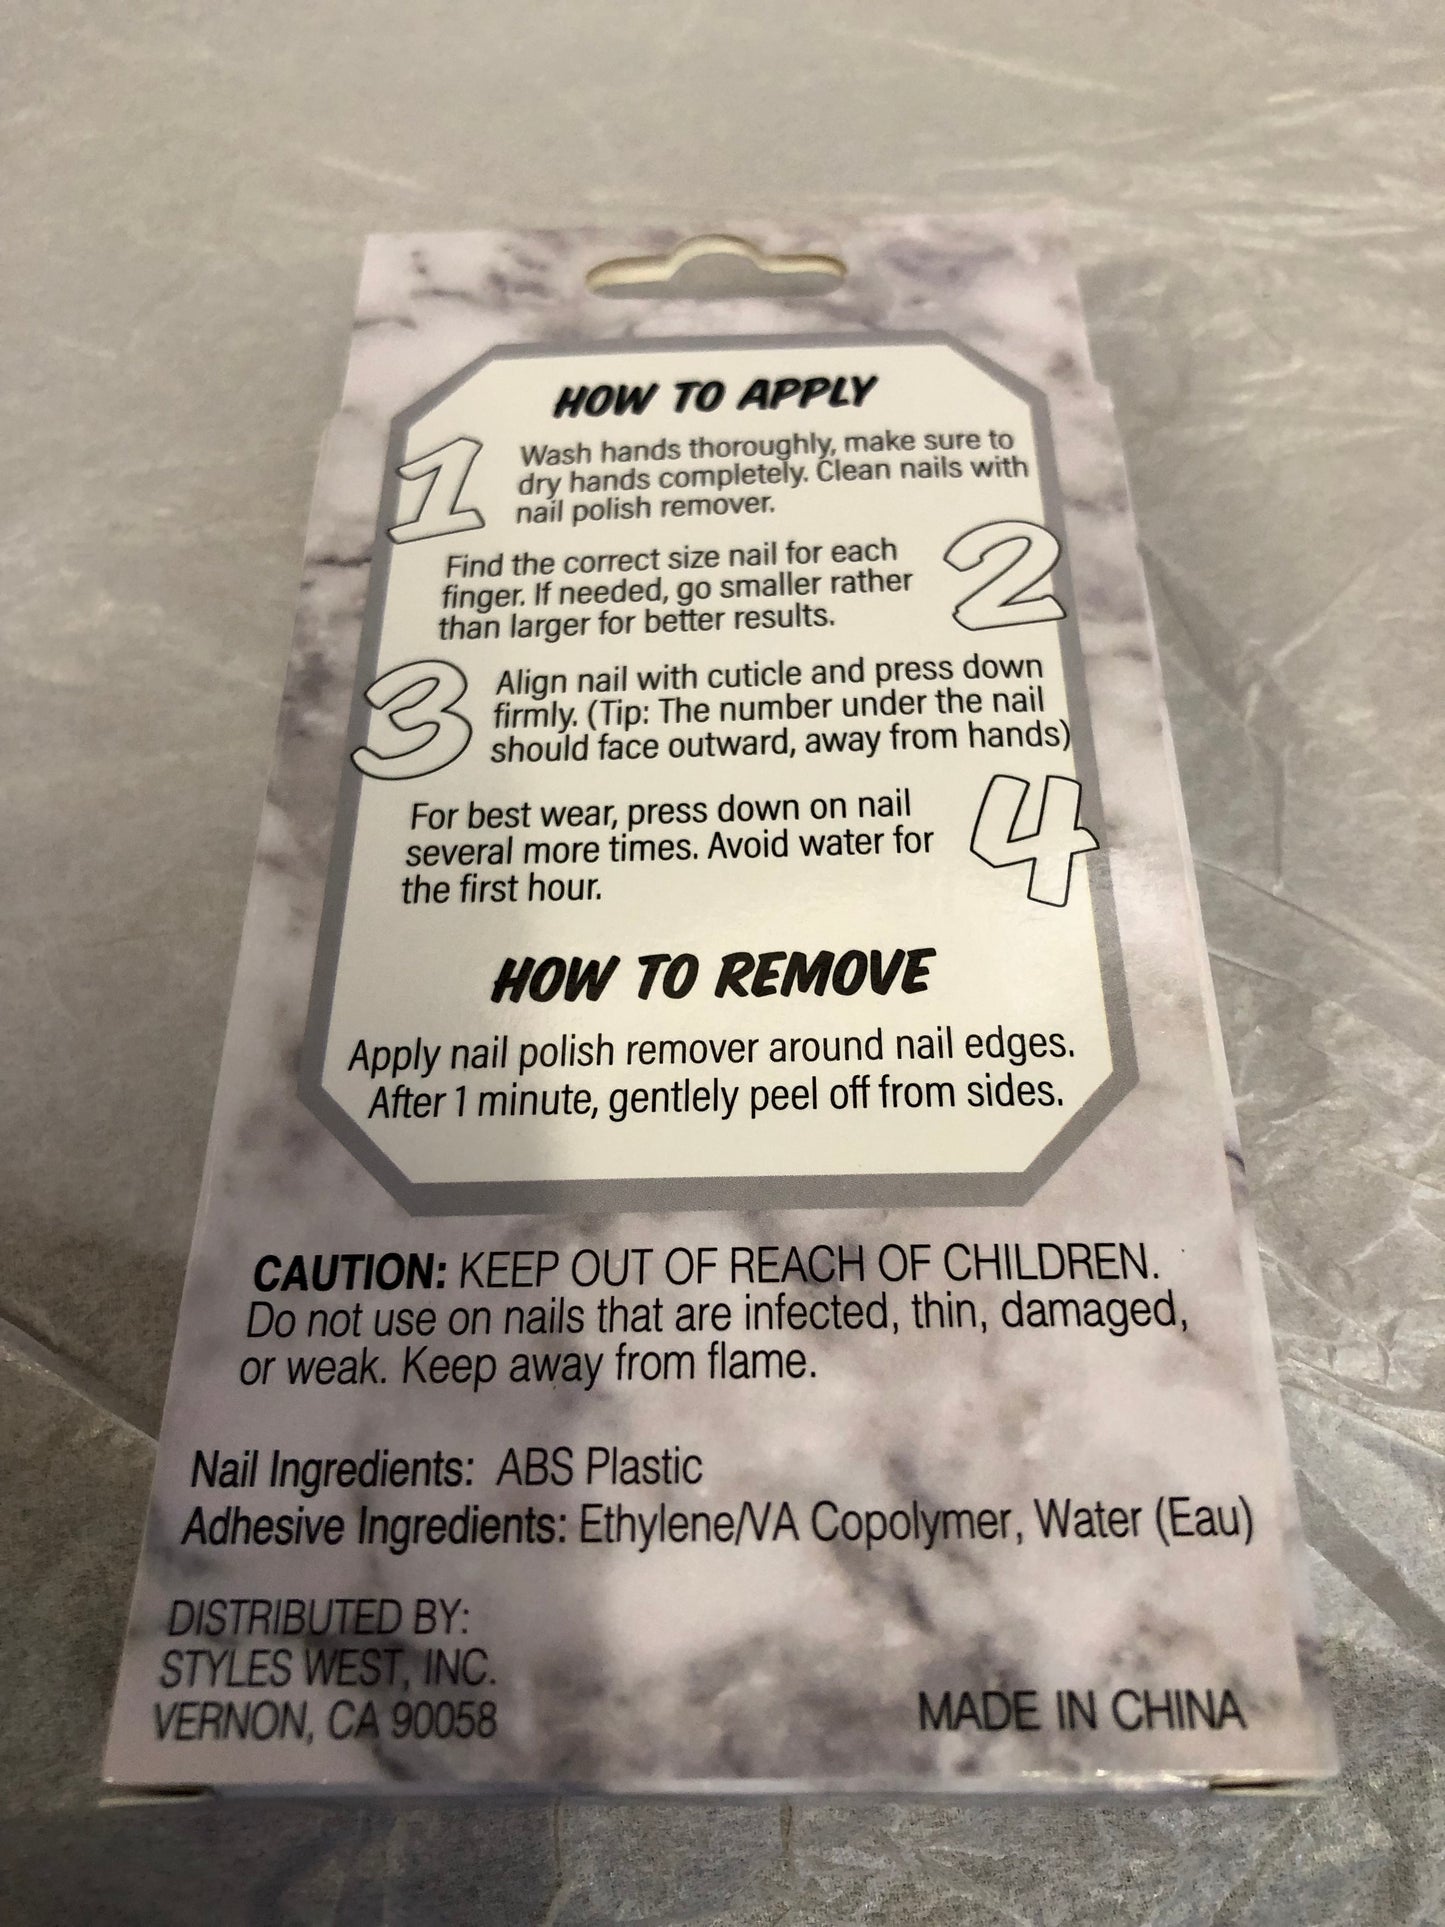 HOW TO APPLY
1
Wash hands thoroughly, make sure to
dry hands completely. Clean nails with
nail polish remover.
2
Find the correct size nail for each
finger. If needed, go smaller rather
than larger for better results.
3
Align nail with cuticle and press down
firmly. (Tip: The number under the nail
should face outward, away from hands)
4
For best wear, press down on nail
several more times. Avoid water for
the first hour.
HOW TO REMOVE
Apply nail polish remover around nail edges.
After 1 minute, gentlely peel off from sides.
CAUTION: KEEP OUT OF REACH OF CHILDREN.
Do not use on nails that are infected, thin, damaged,
or weak. Keep away from flame.
Nail Ingredients: ABS Plastic
Adhesive Ingredients: Ethylene/VA Copolymer, Water (Eau)
DISTRIBUTED BY:
STYLES WEST, INC.
VERNON, CA 90058
MADE IN CHINA